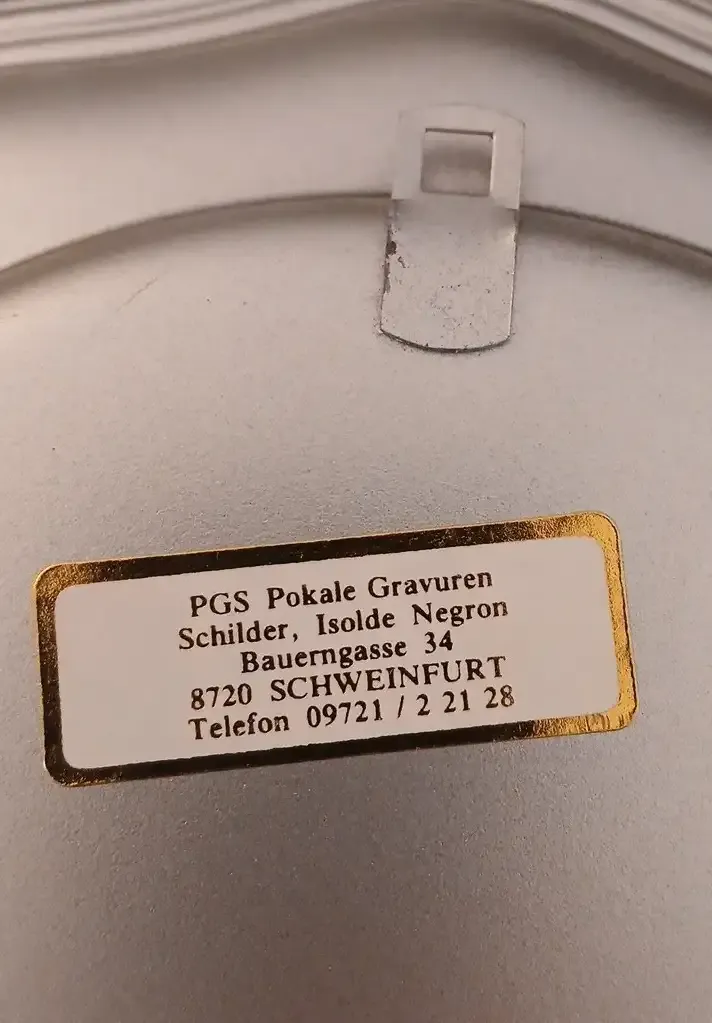 PGS Pokale Gravuren
Schilder, Isolde Negron
Bauerngasse 34
8720 SCHWEINFURT
Telefon 09721 / 2 21 28